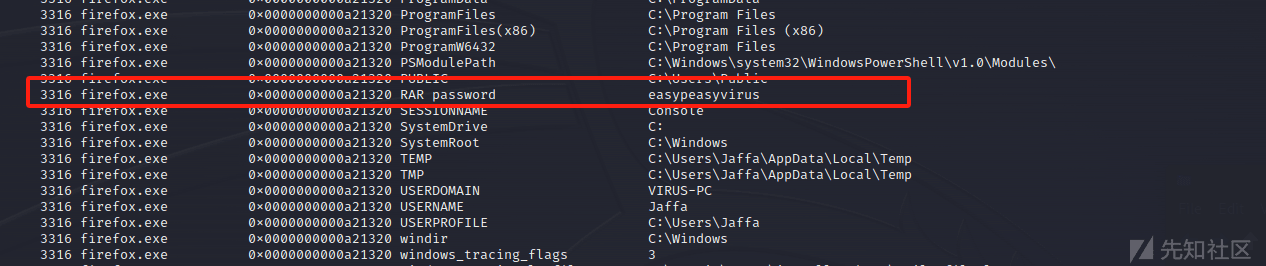 ProgramData C:\ProgramData
3316 firefox.exe 0×0000000000a21320 ProgramFiles C:\Program Files
3316 firefox.exe 0×0000000000a21320 ProgramFiles(x86) C:\Program Files (x86)
3316 firefox.exe 0×0000000000a21320 ProgramW6432 C:\Program Files
3316 firefox.exe 0×0000000000a21320 PSModulePath C:\Windows\system32\WindowsPowerShell\v1.0\Modules\
3316 firefox.exe 0×0000000000a21320 PUBLIC C:\Users\Public
3316 firefox.exe 0×0000000000a21320 RAR password easypeasyvirus
3316 firefox.exe 0×0000000000a21320 SESSIONNAME Console
3316 firefox.exe 0×0000000000a21320 SystemDrive C:
3316 firefox.exe 0×0000000000a21320 SystemRoot C:\Windows
3316 firefox.exe 0×0000000000a21320 TEMP C:\Users\Jaffa\AppData\Local\Temp
3316 firefox.exe 0×0000000000a21320 TMP C:\Users\Jaffa\AppData\Local\Temp
3316 firefox.exe 0×0000000000a21320 USERDOMAIN VIRUS-PC
3316 firefox.exe 0×0000000000a21320 USERNAME Jaffa
3316 firefox.exe 0×0000000000a21320 USERPROFILE C:\Users\Jaffa
3316 firefox.exe 0×0000000000a21320 windir C:\Windows
3316 firefox.exe 0×0000000000a21320 windows_tracing_flags 3
先知社区